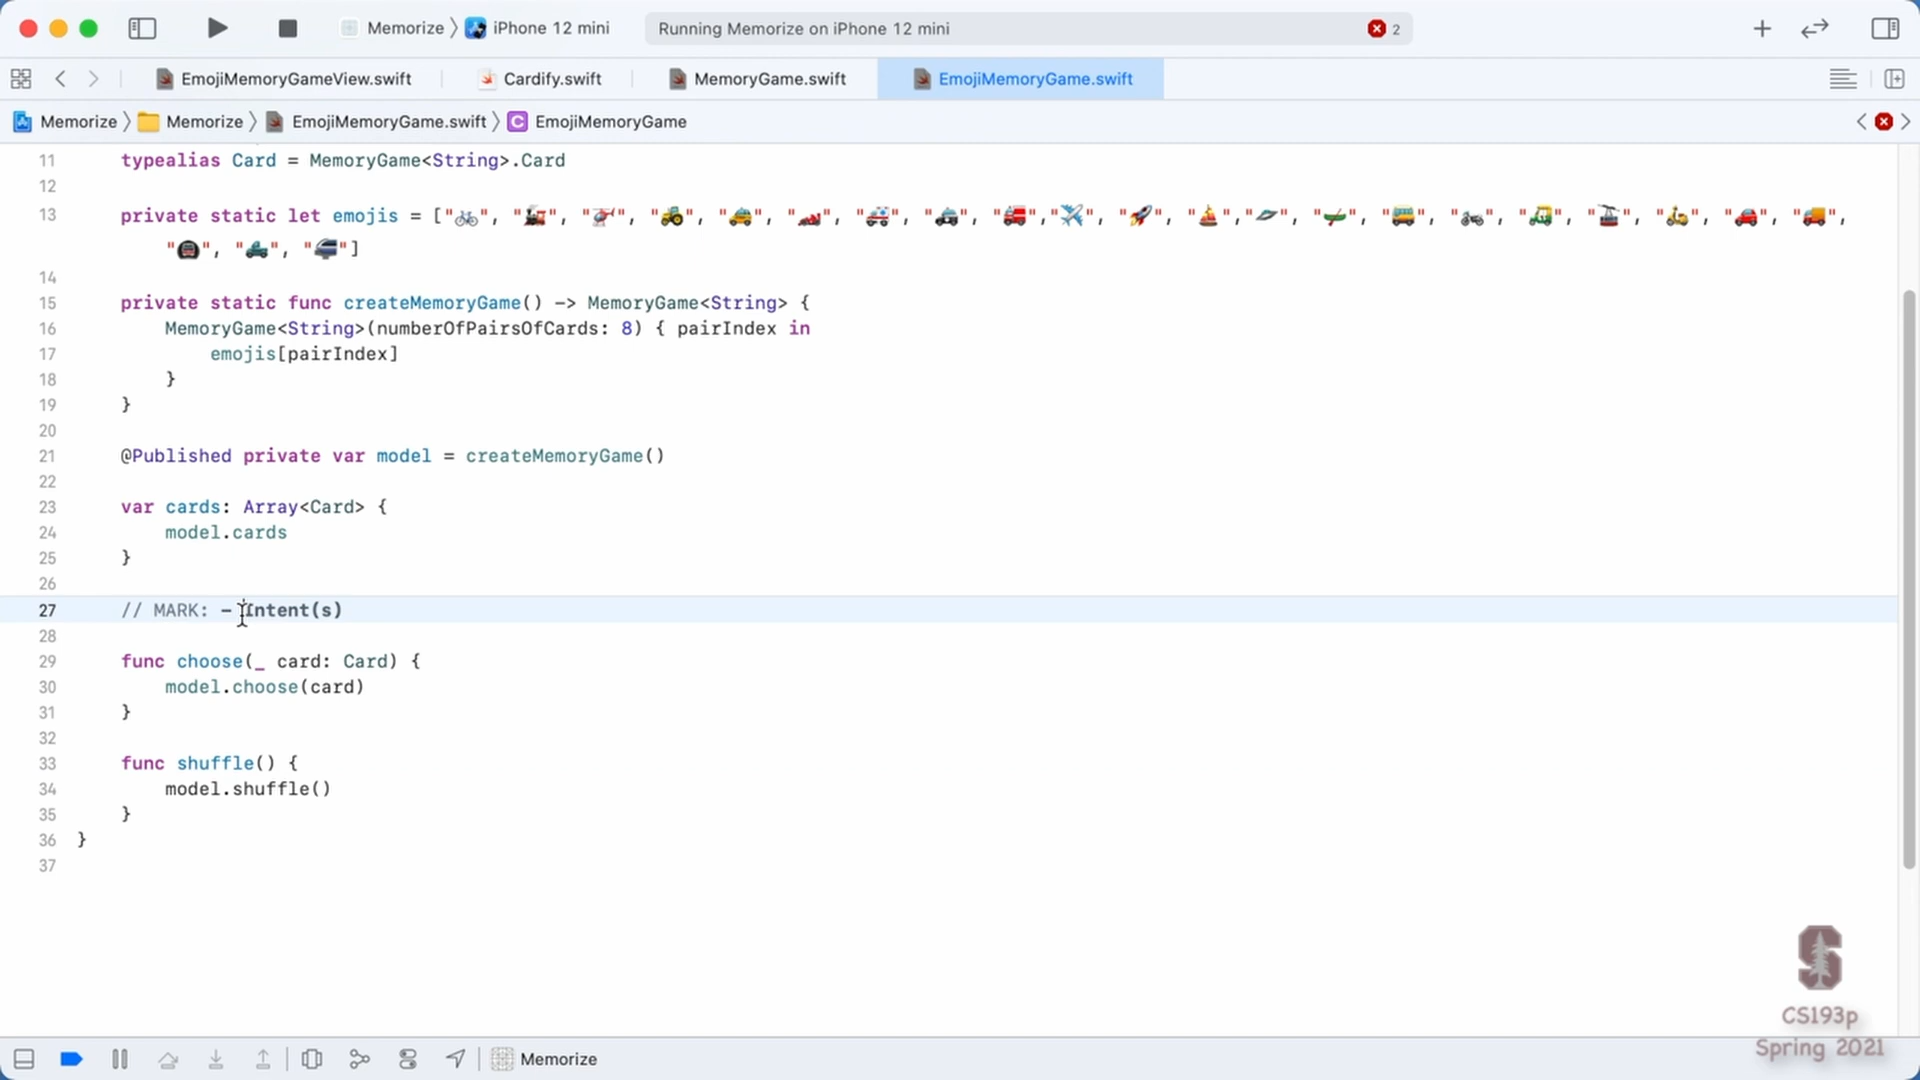 Memorize 〉 iPhone 12 mini
Running Memorize on iPhone 12 mini
2
EmojiMemoryGameView.swift
Cardify.swift
MemoryGame.swift
EmojiMemoryGame.swift
Memorize 〉 Memorize 〉 EmojiMemoryGame.swift 〉 C EmojiMemoryGame
11 typealias Card = MemoryGame<String>.Card
12
13 private static let emojis = ["🚲", "🚂", "🚁", "🚜", "🚕", "🏎", "🚑", "🚓", "🚒","✈️", "🚀", "⛵️","🛸", "🛶", "🚌", "🏍", "🛺", "🚠", "🛵", "🚗", "🚚",
"🚇", "🛻", "🚝"]
14
15 private static func createMemoryGame() -> MemoryGame<String> {
16 MemoryGame<String>(numberOfPairsOfCards: 8) { pairIndex in
17 emojis[pairIndex]
18 }
19 }
20
21 @Published private var model = createMemoryGame()
22
23 var cards: Array<Card> {
24 model.cards
25 }
26
27 // MARK: - Intent(s)
28
29 func choose(_ card: Card) {
30 model.choose(card)
31 }
32
33 func shuffle() {
34 model.shuffle()
35 }
36 }
37
S
CS193p
Spring 2021
Memorize